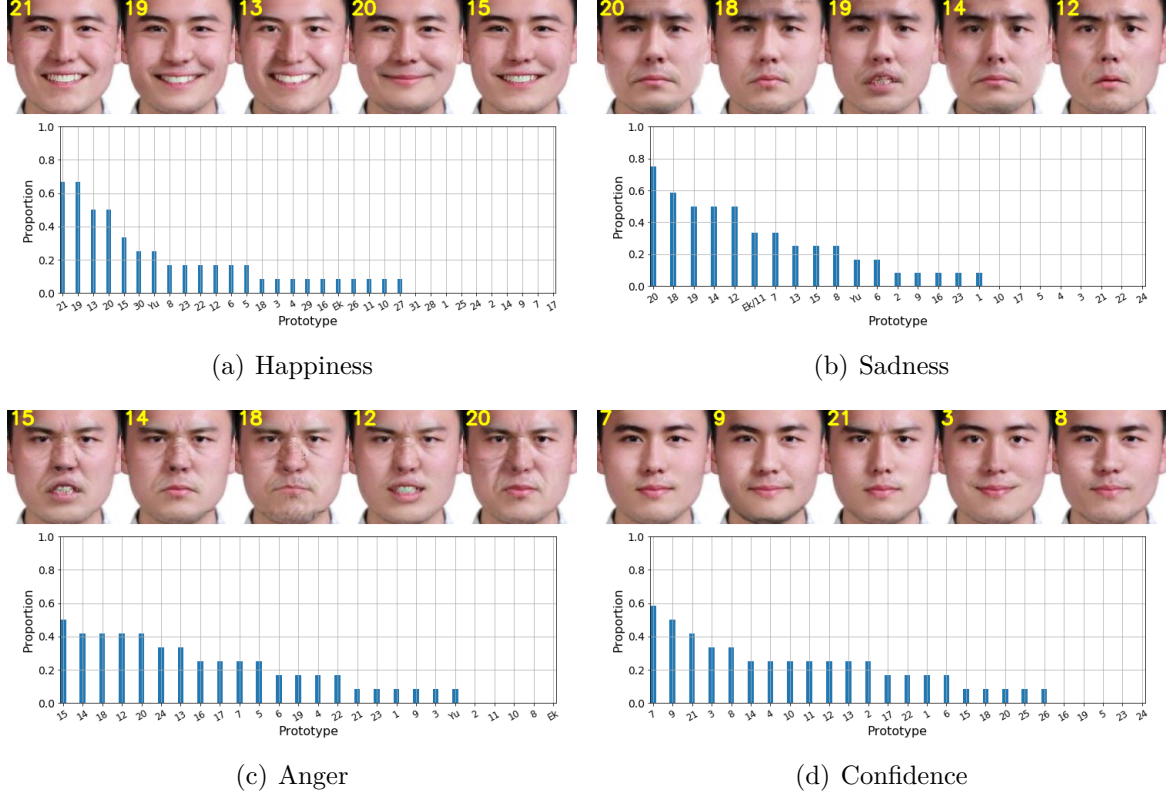 21 19 13 20 15
1.0
0.8
0.6
0.4
0.2
0.0
Proportion
21 19 13 20 15 30 Yu 8 23 22 12 6 5 18 3 4 29 16 Ek 26 11 10 27 31 28 1 25 24 2 14 9 7 17
Prototype
(a) Happiness
20 18 19 14 12
1.0
0.8
0.6
0.4
0.2
0.0
Proportion
20 18 19 14 12 Ek/11 7 13 15 8 Yu 6 2 9 16 23 1 10 17 5 4 3 21 22 24
Prototype
(b) Sadness
15 14 18 12 20
1.0
0.8
0.6
0.4
0.2
0.0
Proportion
15 14 18 12 20 24 13 16 17 7 5 6 19 4 22 21 23 1 9 3 Yu 2 11 10 8 Ek
Prototype
(c) Anger
7 9 21 3 8
1.0
0.8
0.6
0.4
0.2
0.0
Proportion
7 9 21 3 8 14 4 10 11 12 13 2 17 22 1 6 15 18 20 25 26 16 19 5 23 24
Prototype
(d) Confidence